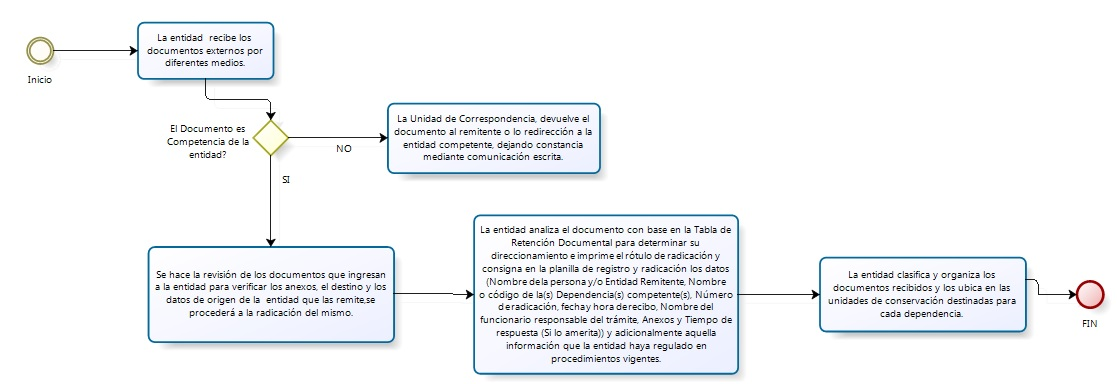 La entidad  recibe los
documentos externos por
diferentes medios.
Inicio
El Documento es
Competencia de la
entidad?
NO
La Unidad de Correspondencia, devuelve el
documento al remitente o lo redirección a la
entidad competente, dejando constancia
mediante comunicación escrita.
SI
Se hace la revisión de los documentos que ingresan
a la entidad para verificar los anexos, el destino y los
datos de origen de la  entidad que las remite,se
procederá a la radicación del mismo.
La entidad analiza el documento con base en la Tabla de
Retención Documental para determinar su
direccionamiento e imprime el rótulo de radicación y
consigna en la planilla de registro y radicación los datos
(Nombre dela persona y/o Entidad Remitente, Nombre
o código de la(s) Dependencia(s) competente(s), Número
de radicación, fecha y hora de recibo, Nombre del
funcionario responsable del trámite, Anexos y Tiempo de
respuesta (Si lo amerita)) y adicionalmente aquella
información que la entidad haya regulado en
procedimientos vigentes.
La entidad clasifica y organiza los
documentos recibidos y los ubica en las
unidades de conservación destinadas para
cada dependencia.
FIN